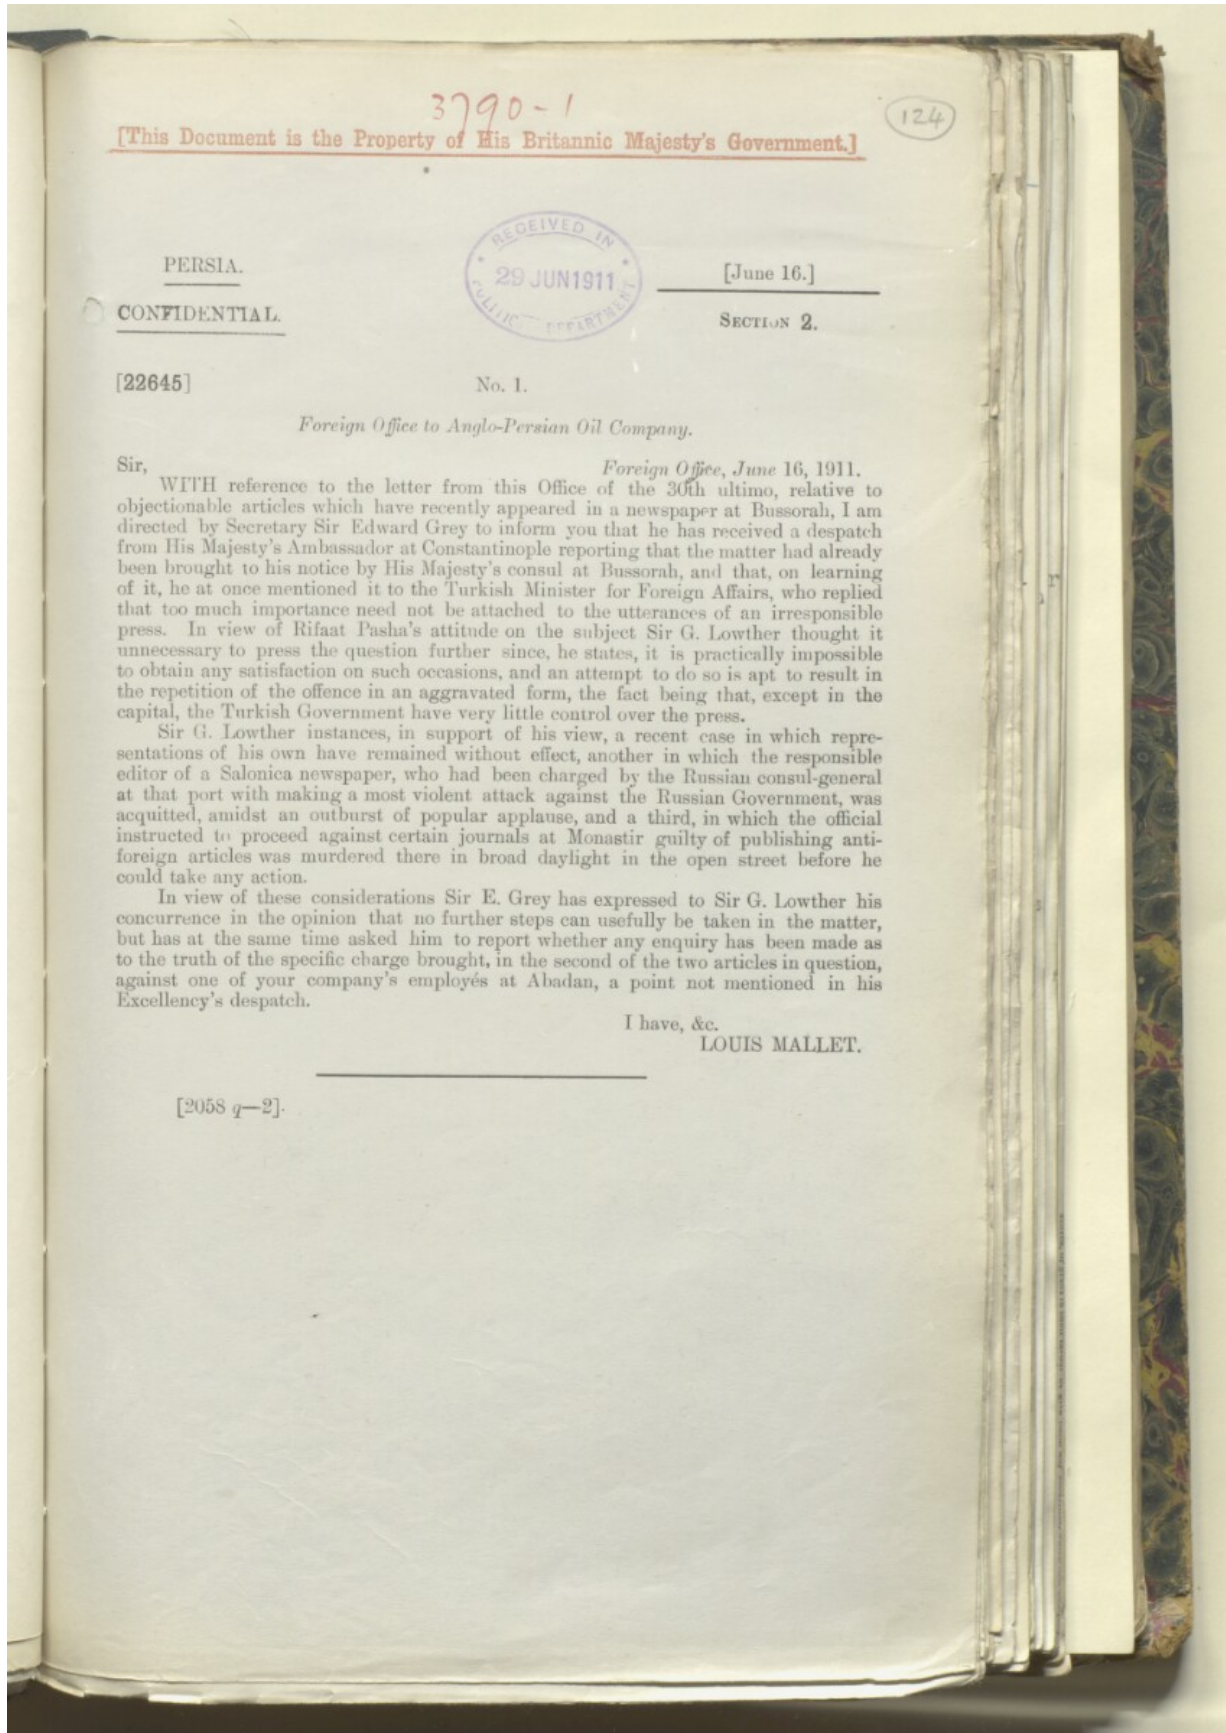 3790-1
124
[This Document is the Property of His Britannic Majesty's Government.]
RECEIVED IN
29 JUN 1911
POLITICAL DEPARTMENT
PERSIA.
[June 16.]
CONFIDENTIAL.
SECTION 2.
[22645]
No. 1.
Foreign Office to Anglo-Persian Oil Company.
Sir,
Foreign Office, June 16, 1911.
WITH reference to the letter from this Office of the 30th ultimo, relative to
objectionable articles which have recently appeared in a newspaper at Bussorah, I am
directed by Secretary Sir Edward Grey to inform you that he has received a despatch
from His Majesty's Ambassador at Constantinople reporting that the matter had already
been brought to his notice by His Majesty's consul at Bussorah, and that, on learning
of it, he at once mentioned it to the Turkish Minister for Foreign Affairs, who replied
that too much importance need not be attached to the utterances of an irresponsible
press. In view of Rifaat Pasha's attitude on the subject Sir G. Lowther thought it
unnecessary to press the question further since, he states, it is practically impossible
to obtain any satisfaction on such occasions, and an attempt to do so is apt to result in
the repetition of the offence in an aggravated form, the fact being that, except in the
capital, the Turkish Government have very little control over the press.
Sir G. Lowther instances, in support of his view, a recent case in which repre-
sentations of his own have remained without effect, another in which the responsible
editor of a Salonica newspaper, who had been charged by the Russian consul-general
at that port with making a most violent attack against the Russian Government, was
acquitted, amidst an outburst of popular applause, and a third, in which the official
instructed to proceed against certain journals at Monastir guilty of publishing anti-
foreign articles was murdered there in broad daylight in the open street before he
could take any action.
In view of these considerations Sir E. Grey has expressed to Sir G. Lowther his
concurrence in the opinion that no further steps can usefully be taken in the matter,
but has at the same time asked him to report whether any enquiry has been made as
to the truth of the specific charge brought, in the second of the two articles in question,
against one of your company's employés at Abadan, a point not mentioned in his
Excellency's despatch.
I have, &c.
LOUIS MALLET.
[2058 q—2]